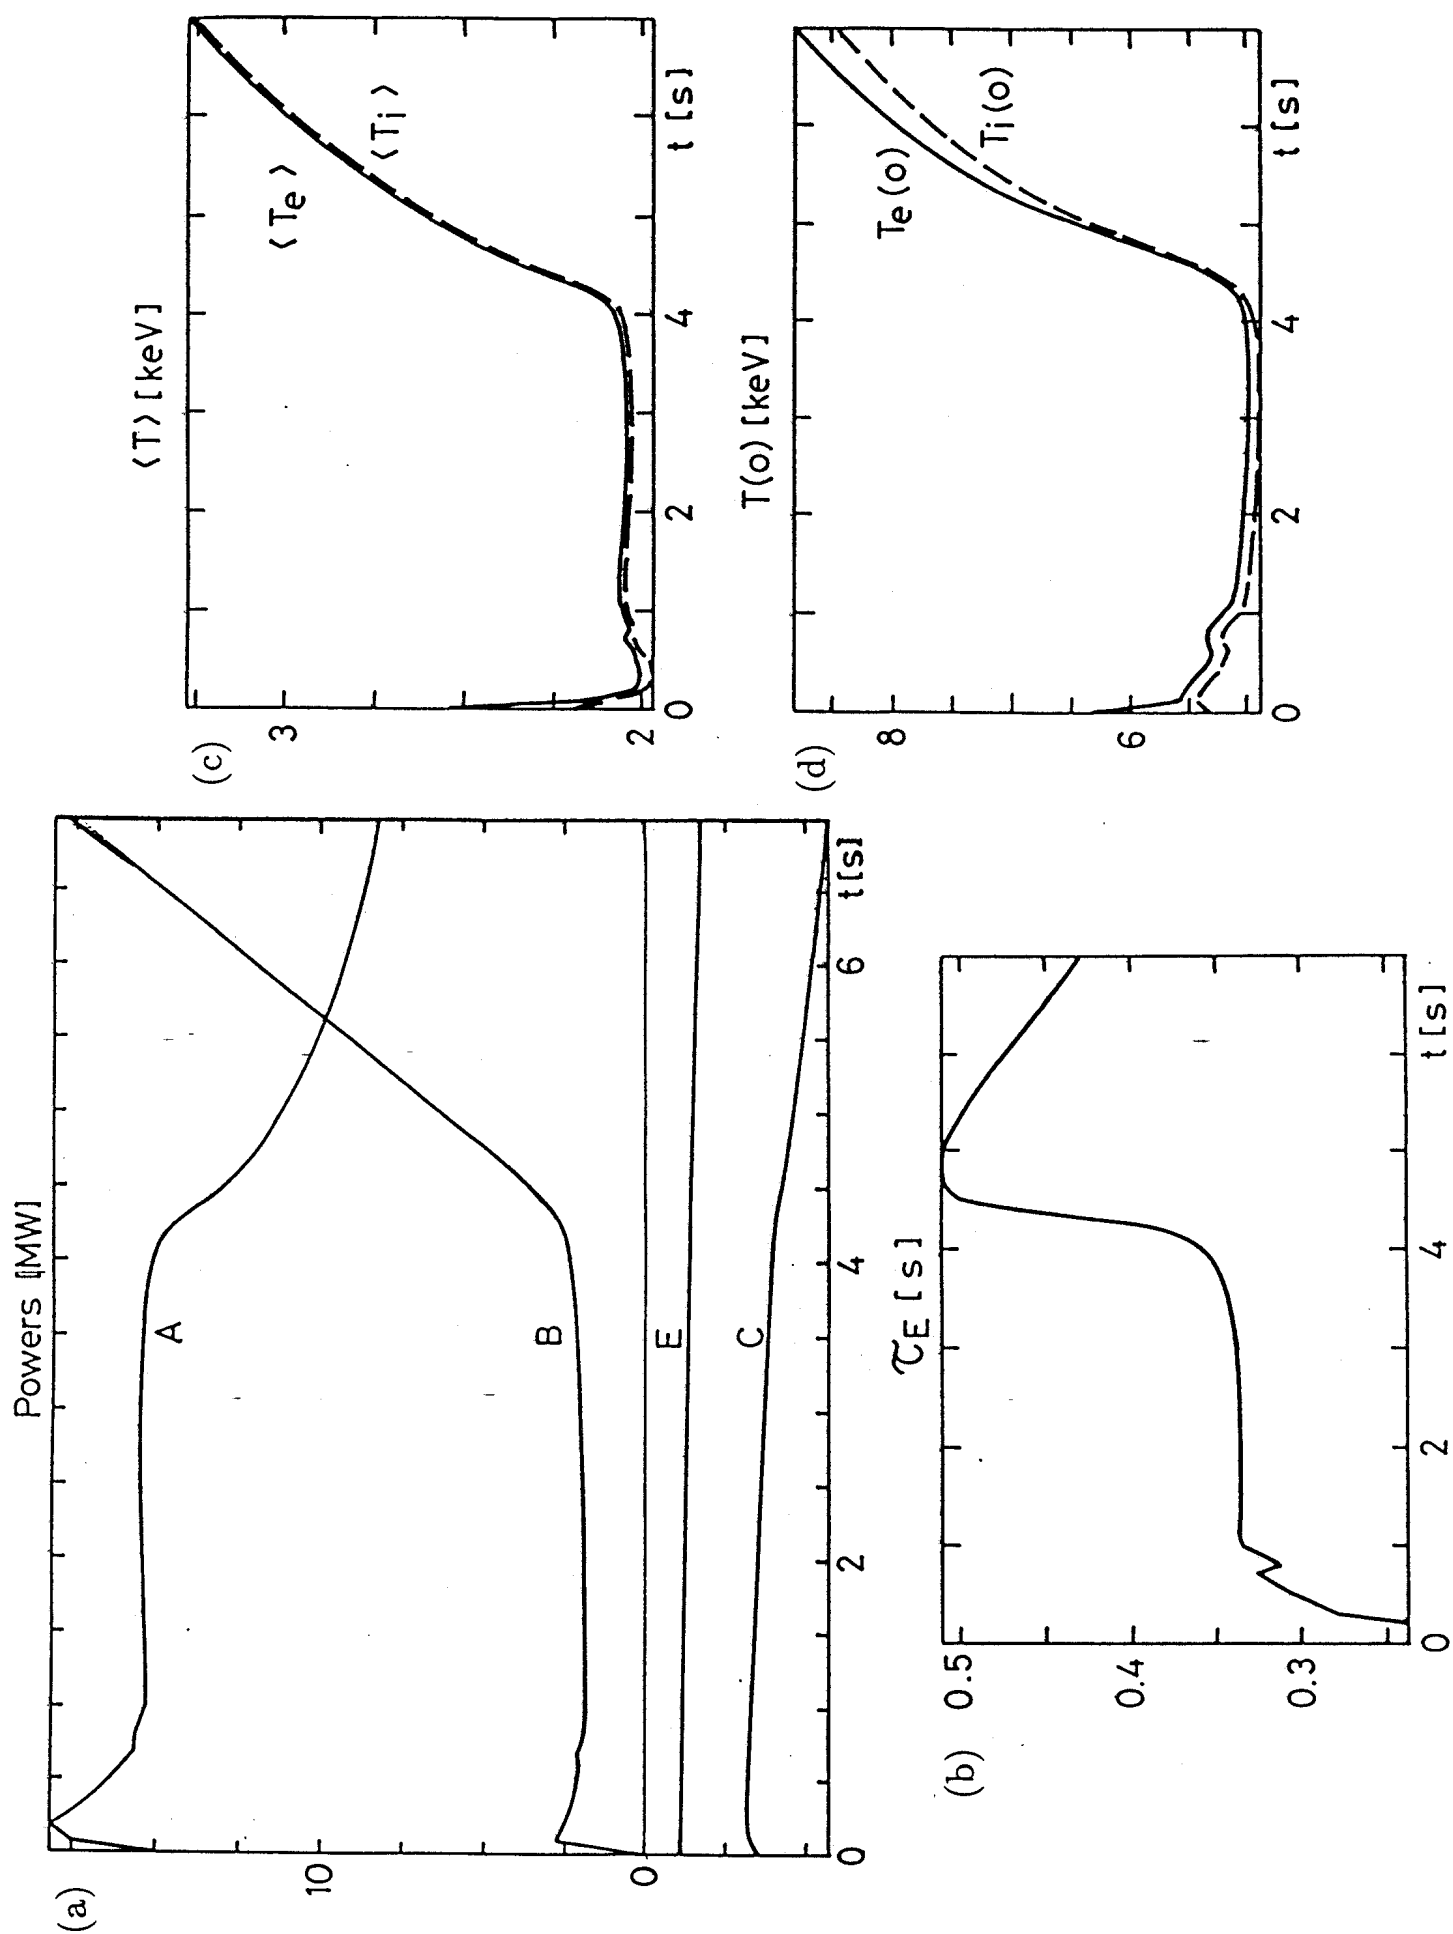 (a)
Powers [MW]
10
0
A
B
E
C
0
2
4
6
t[s]
(b)
τE [s]
0.5
0.4
0.3
0
2
4
t[s]
(c)
⟨T⟩[keV]
3
2
⟨Te⟩
⟨Ti⟩
0
2
4
t[s]
(d)
T(o)[keV]
8
6
Te(o)
Ti(o)
0
2
4
t[s]